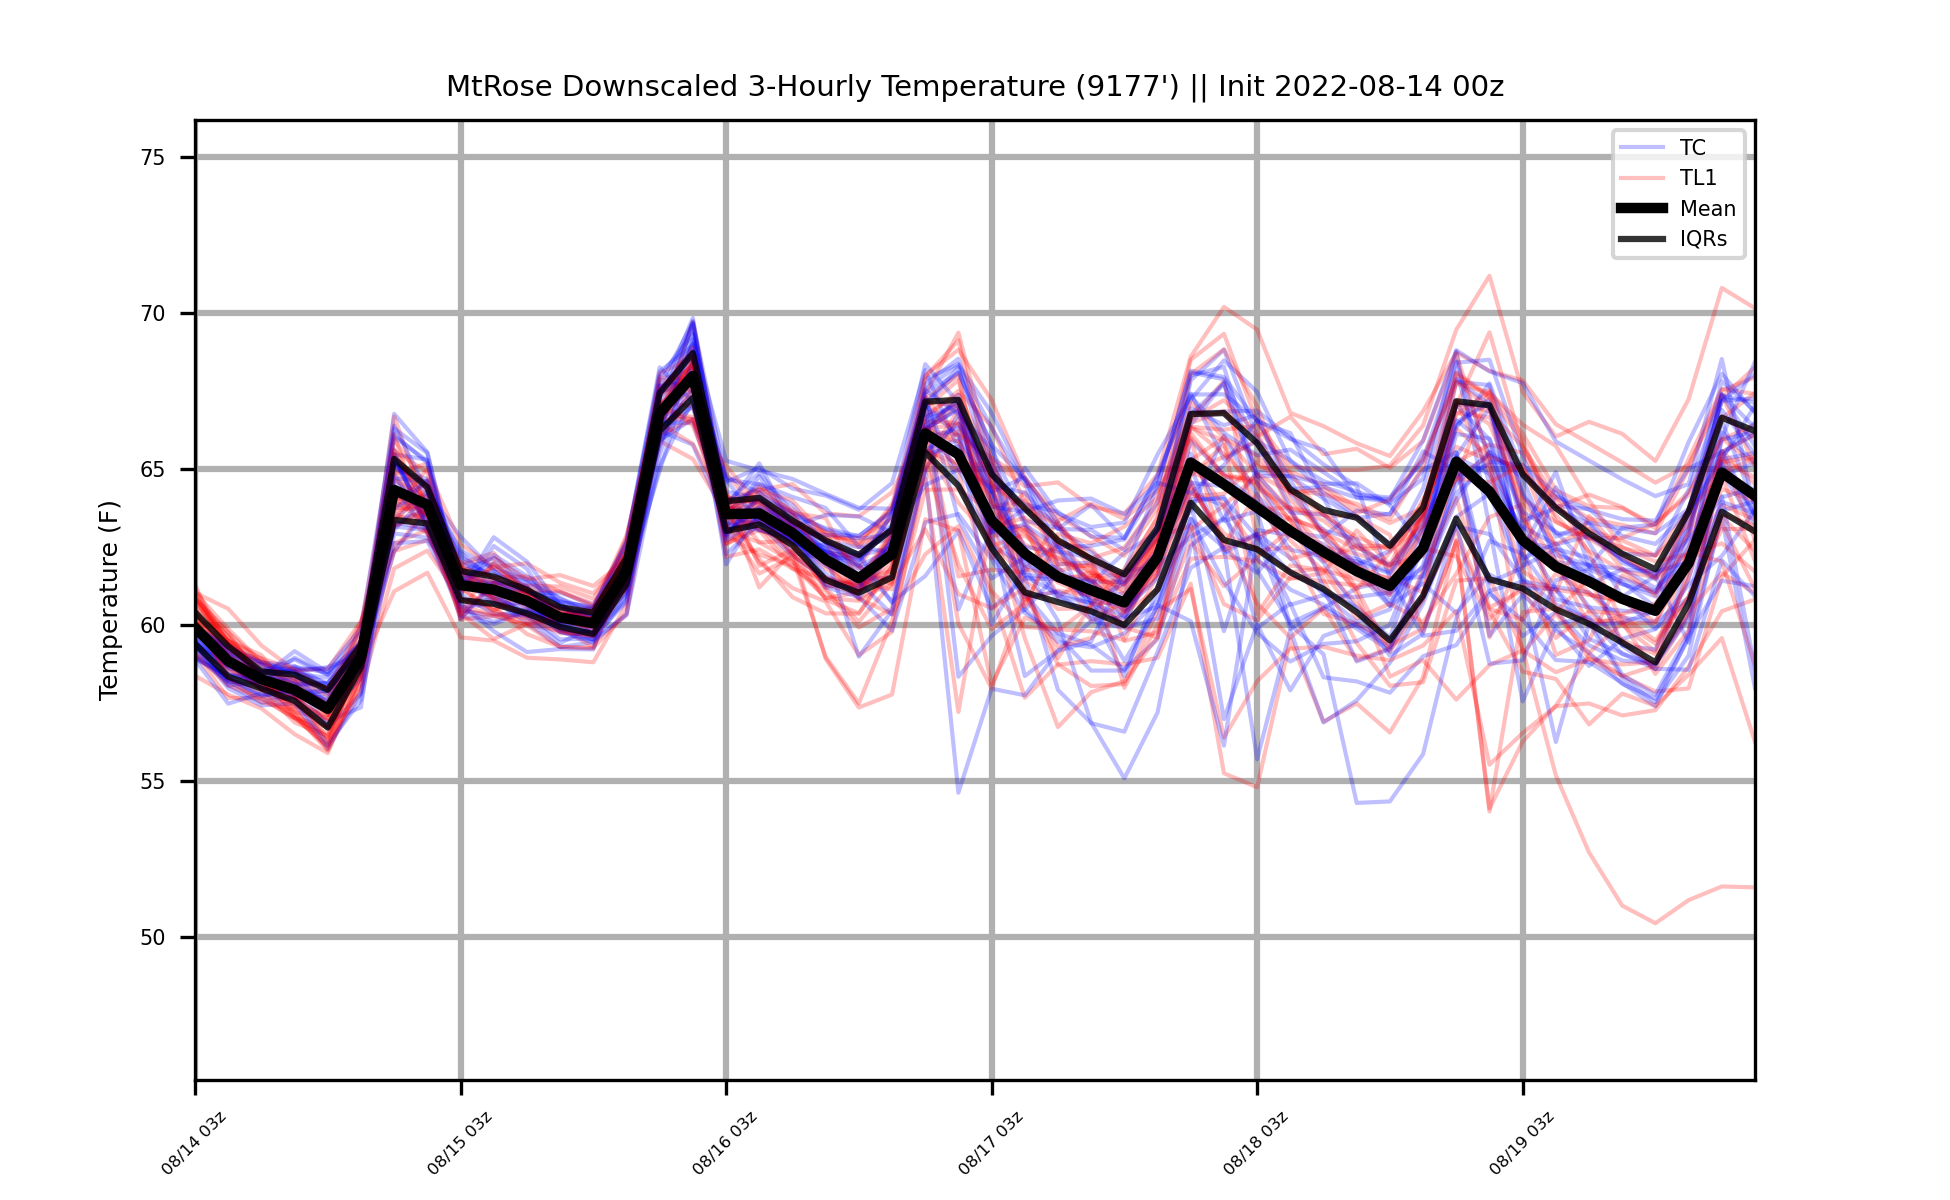 MtRose Downscaled 3-Hourly Temperature (9177') || Init 2022-08-14 00z
TC
TL1
Mean
IQRs
Temperature (F)
75
70
65
60
55
50
08/14 03z
08/15 03z
08/16 03z
08/17 03z
08/18 03z
08/19 03z